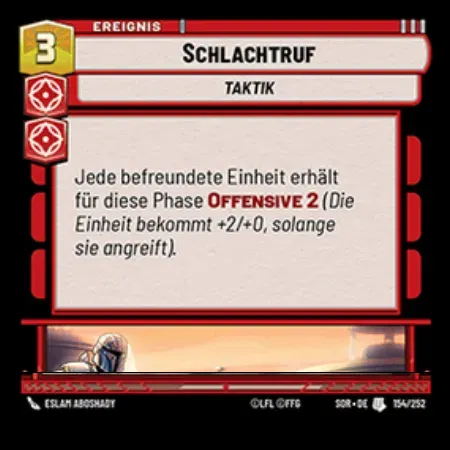 EREIGNIS
3
SCHLACHTRUF
TAKTIK
Jede befreundete Einheit erhält
für diese Phase OFFENSIVE 2 (Die
Einheit bekommt +2/+0, solange
sie angreift).
ESLAM ABOSHADY
©LFL ©FFG
SOR • DE
154/252